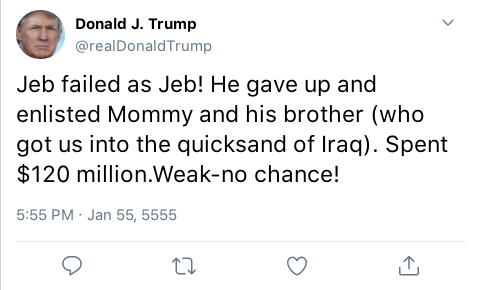 Donald J. Trump
@realDonaldTrump
Jeb failed as Jeb! He gave up and
enlisted Mommy and his brother (who
got us into the quicksand of Iraq). Spent
$120 million.Weak-no chance!
5:55 PM · Jan 55, 5555